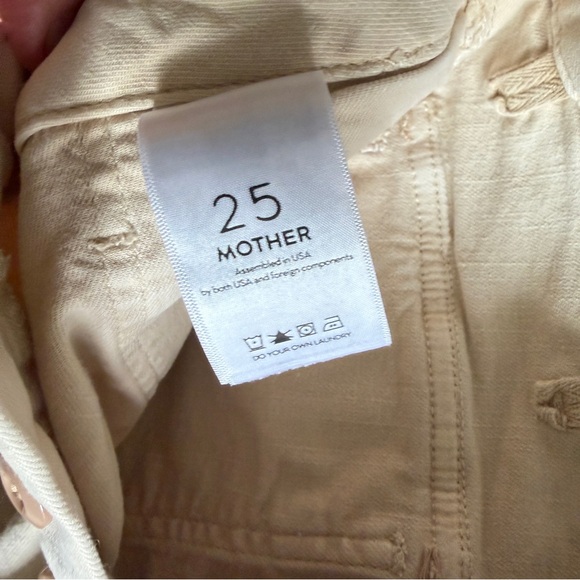 25
MOTHER
Assembled in USA
by both USA and foreign components
DO YOUR OWN LAUNDRY